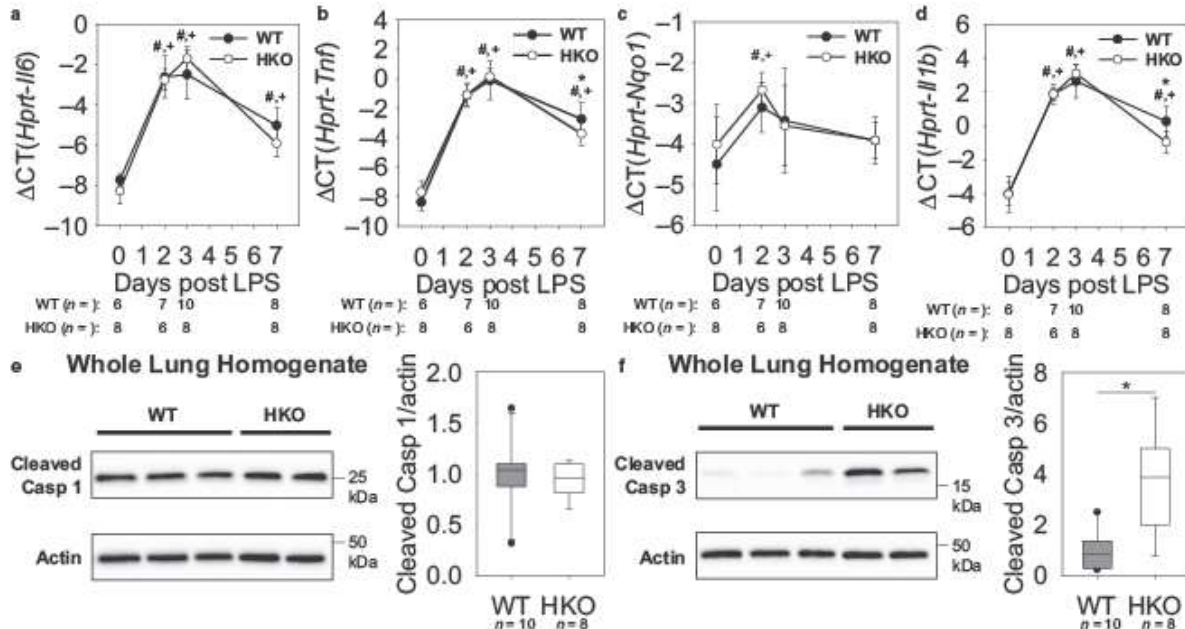 a
ΔCT(Hprt-Il6)
0
−2
−4
−6
−8
−10
WT
HKO
#,+
#,+
#,+
0 1 2 3 4 5 6 7
Days post LPS
WT (n = ): 6 7 10 8
HKO (n = ): 8 6 8 8
b
ΔCT(Hprt-Tnf)
4
2
0
−2
−4
−6
−8
−10
WT
HKO
#,+
#,+
*
#,+
0 1 2 3 4 5 6 7
Days post LPS
WT (n = ): 6 7 10 8
HKO (n = ): 8 6 8 8
c
ΔCT(Hprt-Nqo1)
−1
−2
−3
−4
−5
−6
WT
HKO
#,+
0 1 2 3 4 5 6 7
Days post LPS
WT (n = ): 6 7 10 8
HKO (n = ): 8 6 8 8
d
ΔCT(Hprt-Il1b)
6
4
2
0
−2
−4
−6
WT
HKO
#,+
#,+
*
#,+
0 1 2 3 4 5 6 7
Days post LPS
WT (n = ): 6 7 10 8
HKO (n = ): 8 6 8 8
e
Whole Lung Homogenate
WT HKO
Cleaved
Casp 1
25
kDa
Actin
50
kDa
Cleaved Casp 1/actin
2.0
1.5
1.0
0.5
0.0
WT HKO
n = 10 n = 8
f
Whole Lung Homogenate
WT HKO
Cleaved
Casp 3
15
kDa
Actin
50
kDa
Cleaved Casp 3/actin
8
6
4
2
0
*
WT HKO
n = 10 n = 8